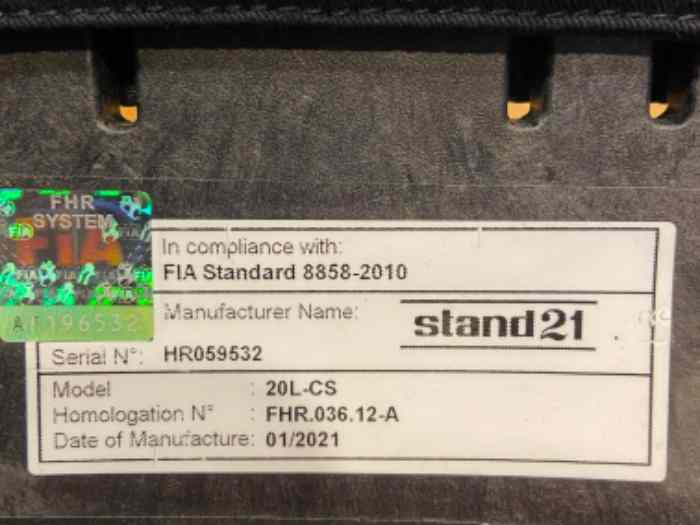 FHR
SYSTEM
FIA
AF196532
In compliance with:
FIA Standard 8858-2010
Manufacturer Name:
stand21
Serial N°: HR059532
Model : 20L-CS
Homologation N° : FHR.036.12-A
Date of Manufacture: 01/2021